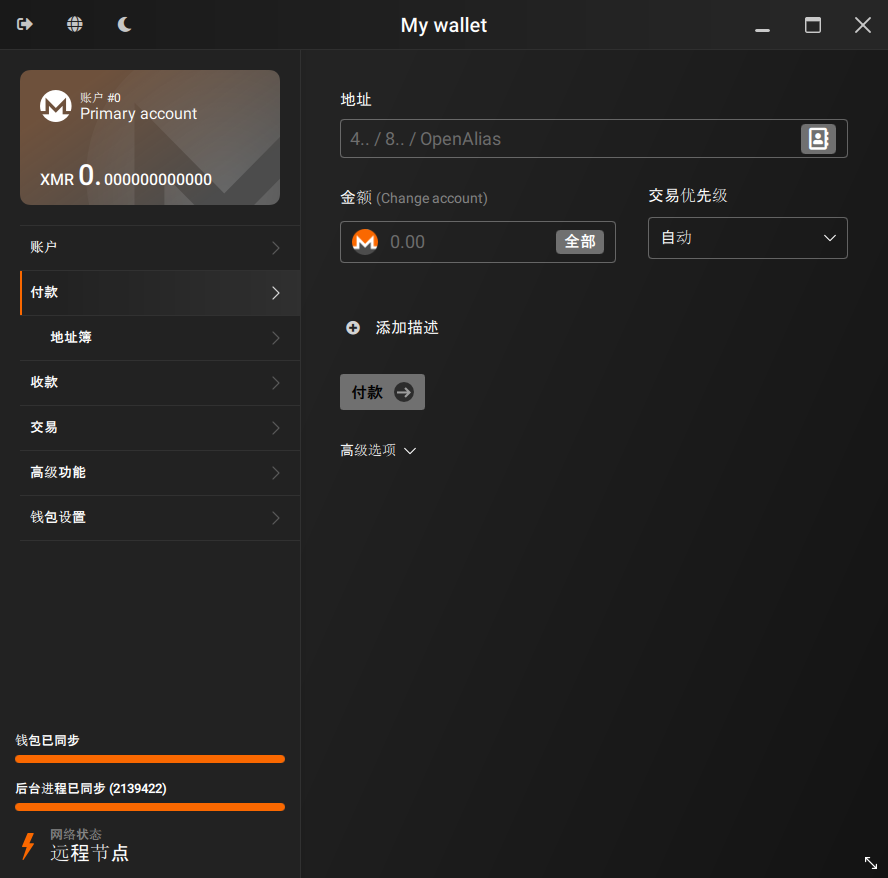 My wallet
账户 #0
Primary account
XMR 0.000000000000
账户
付款
地址簿
收款
交易
高级功能
钱包设置
钱包已同步
后台进程已同步 (2139422)
网络状态
远程节点
地址
4.. / 8.. / OpenAlias
金额 (Change account)
交易优先级
0.00
全部
自动
添加描述
付款
高级选项